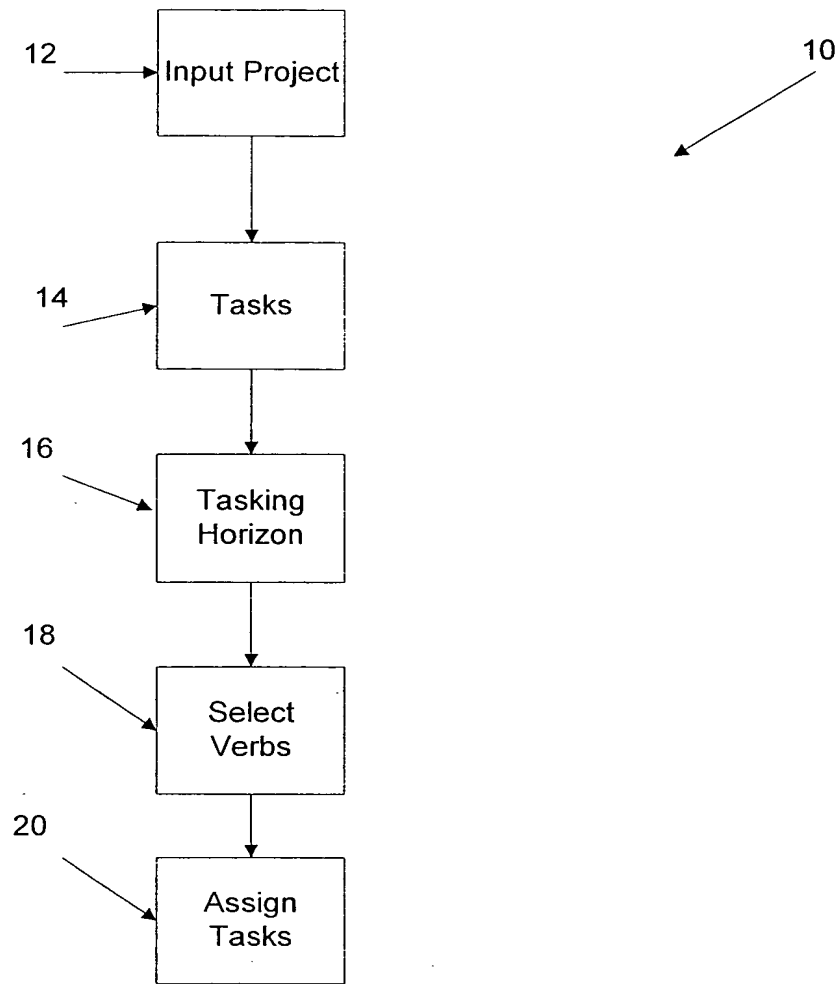 12
Input Project
10
14
Tasks
16
Tasking
Horizon
18
Select
Verbs
20
Assign
Tasks